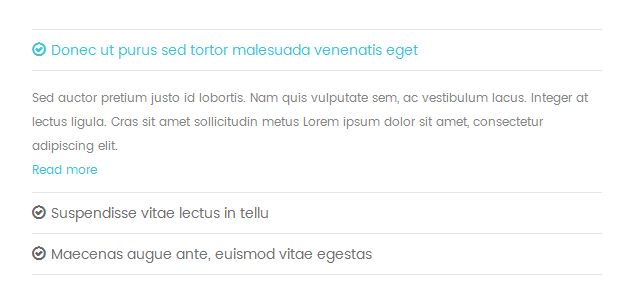 Donec ut purus sed tortor malesuada venenatis eget
Sed auctor pretium justo id lobortis. Nam quis vulputate sem, ac vestibulum lacus. Integer at
lectus ligula. Cras sit amet sollicitudin metus Lorem ipsum dolor sit amet, consectetur
adipiscing elit.
Read more
Suspendisse vitae lectus in tellu
Maecenas augue ante, euismod vitae egestas